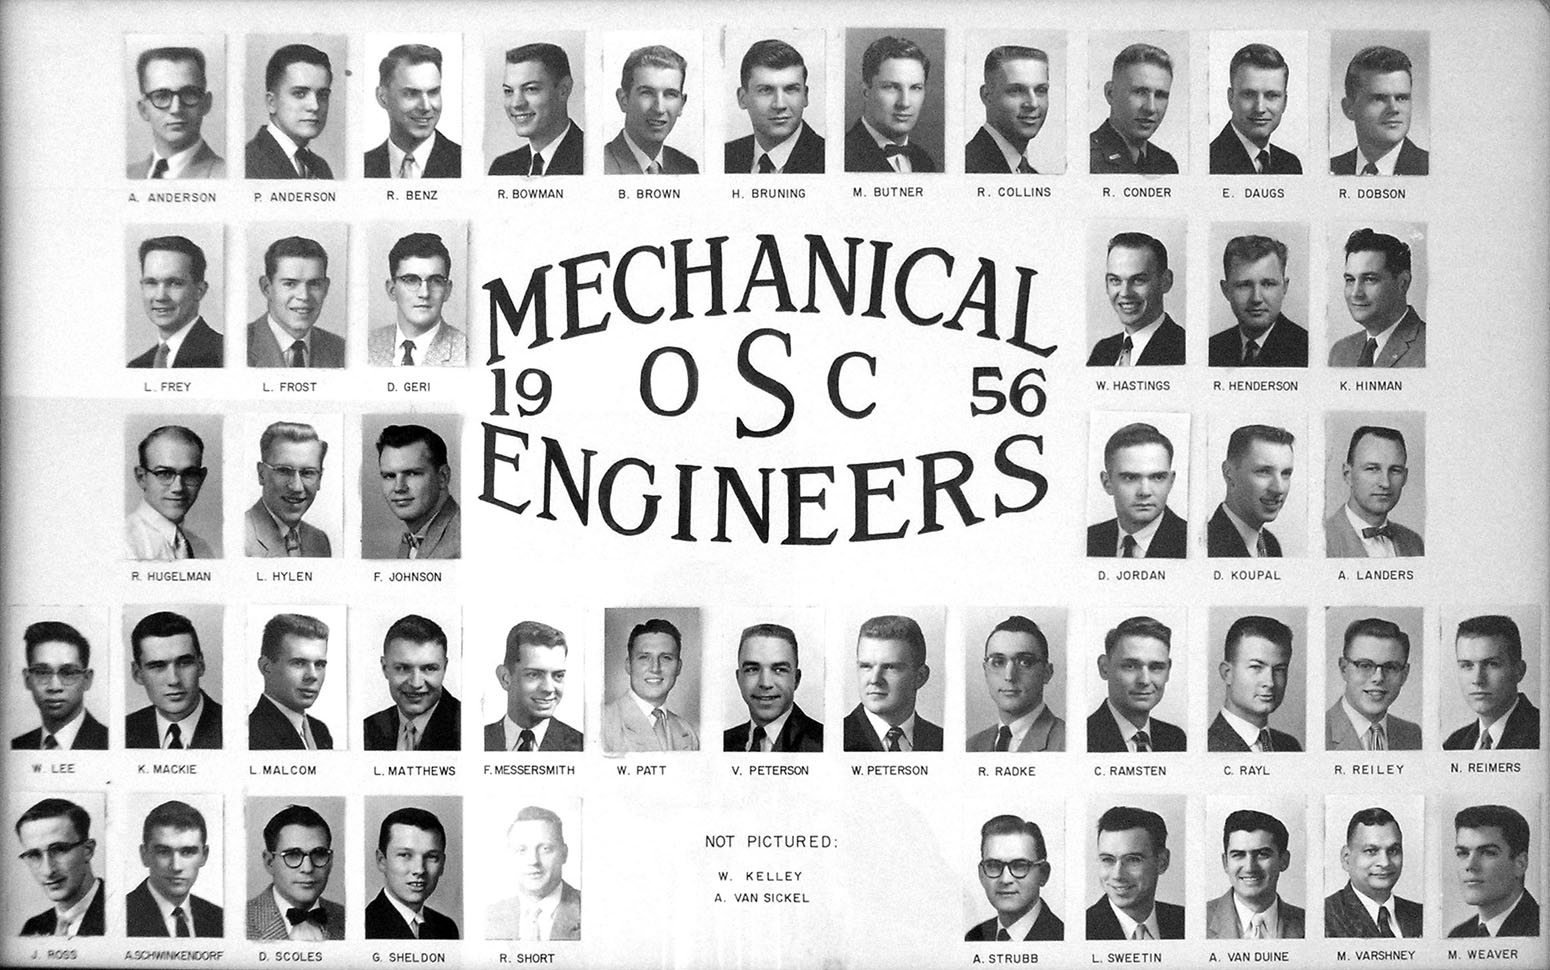 A. ANDERSON P. ANDERSON R. BENZ R. BOWMAN B. BROWN H. BRUNING M. BUTNER R. COLLINS R. CONDER E. DAUGS R. DOBSON
MECHANICAL
L. FREY L. FROST D. GERI W. HASTINGS R. HENDERSON K. HINMAN
19 OSC 56
ENGINEERS
R. HUGELMAN L. HYLEN F. JOHNSON D. JORDAN D. KOUPAL A. LANDERS
W. LEE K. MACKIE L. MALCOM L. MATTHEWS F. MESSERSMITH W. PATT V. PETERSON W. PETERSON R. RADKE C. RAMSTEN C. RAYL R. REILEY N. REIMERS
NOT PICTURED:
W. KELLEY
A. VAN SICKEL
J. ROSS A. SCHWINKENDORF D. SCOLES G. SHELDON R. SHORT A. STRUBB L. SWEETIN A. VAN DUINE M. VARSHNEY M. WEAVER